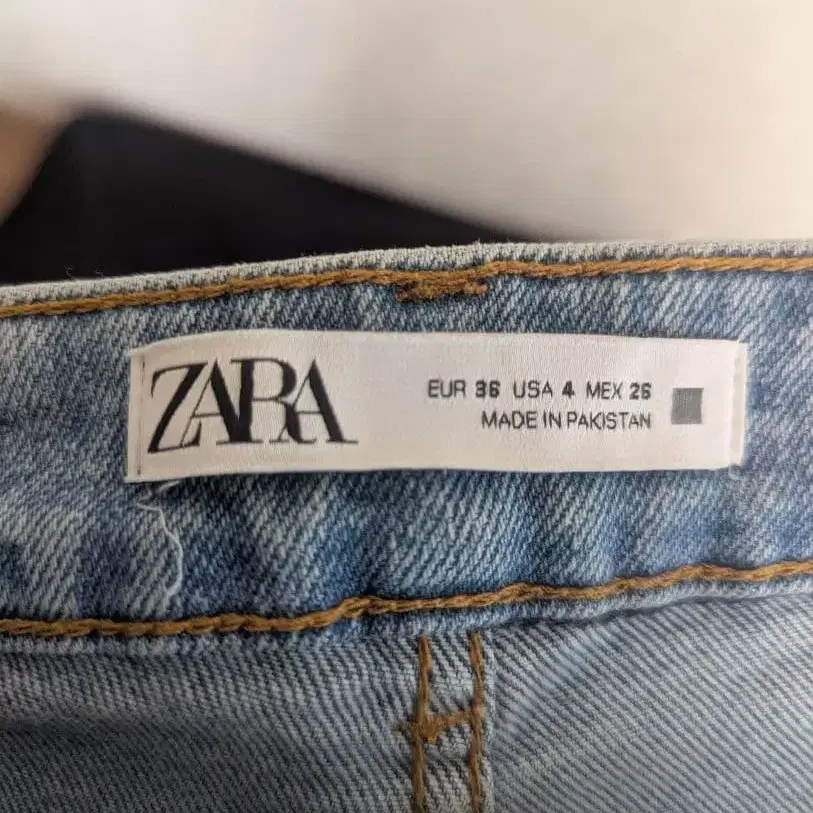 ZARA
EUR 36 USA 4 MEX 26
MADE IN PAKISTAN